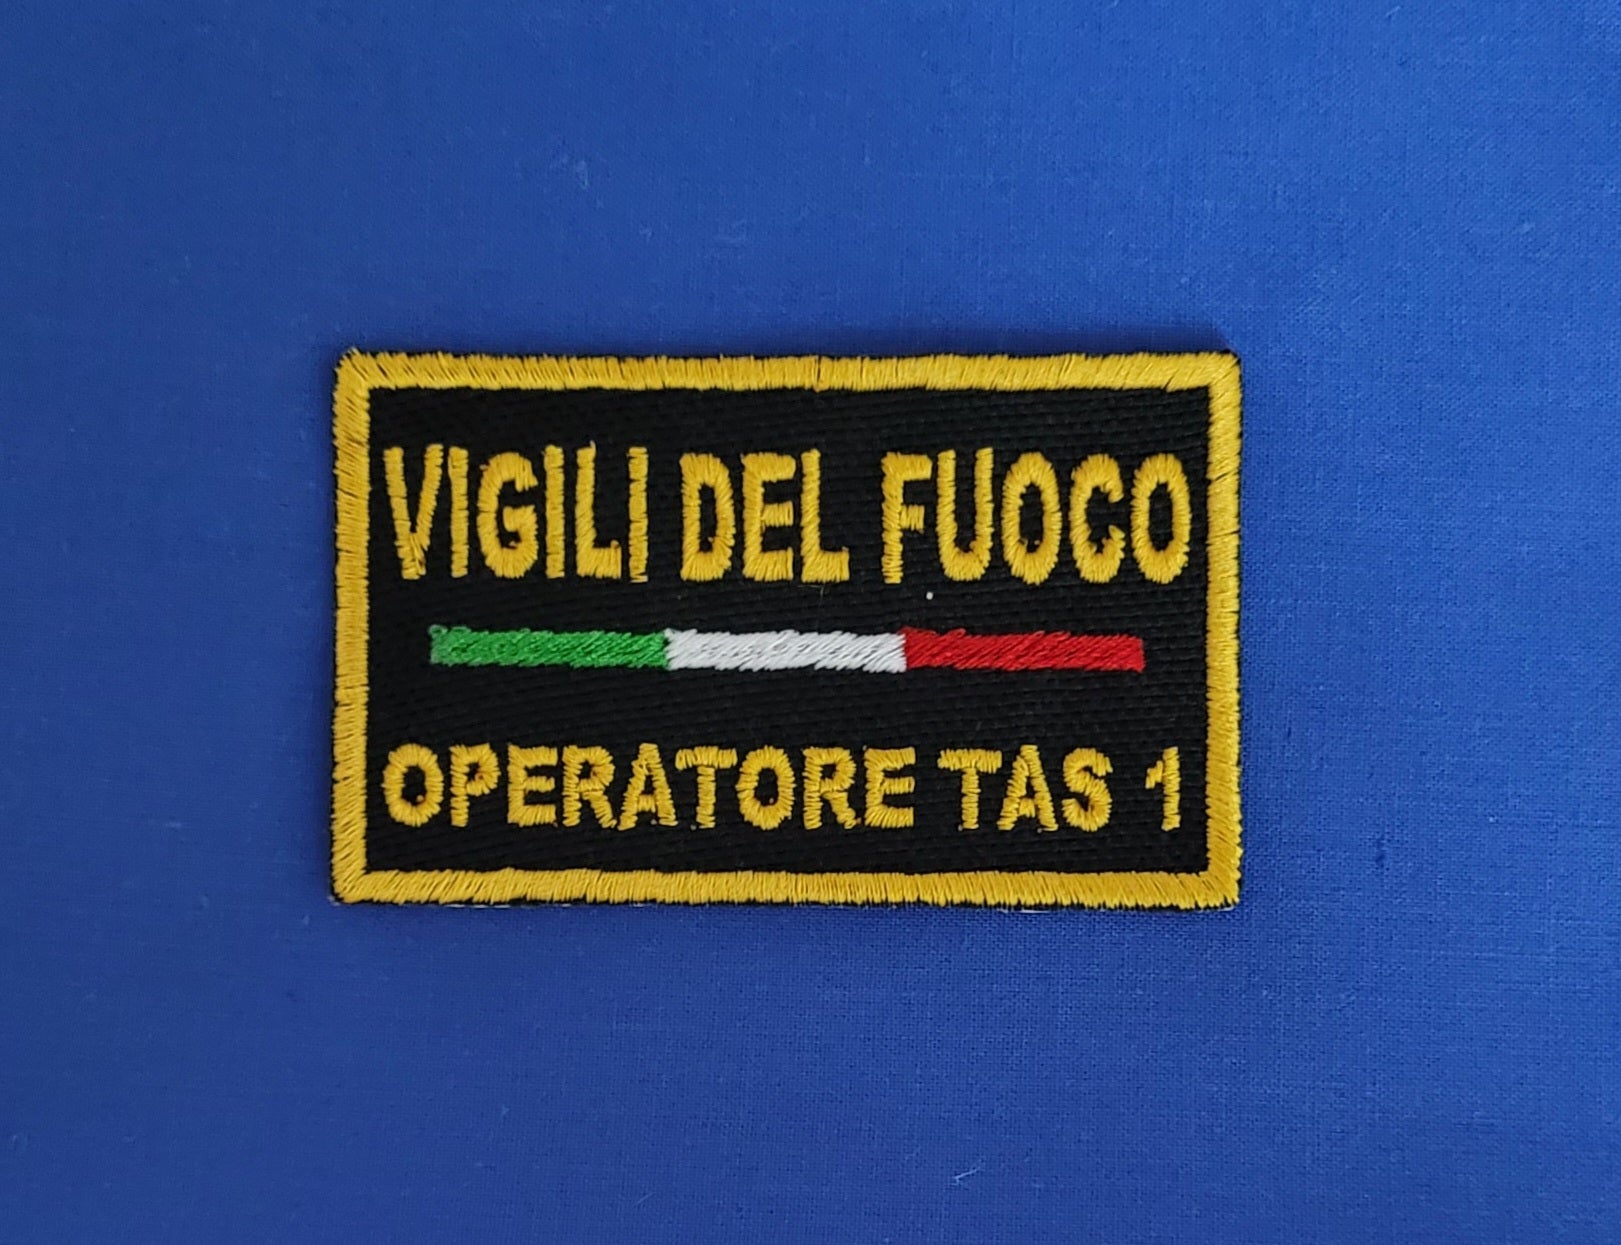 VIGILI DEL FUOCO
OPERATORE TAS 1